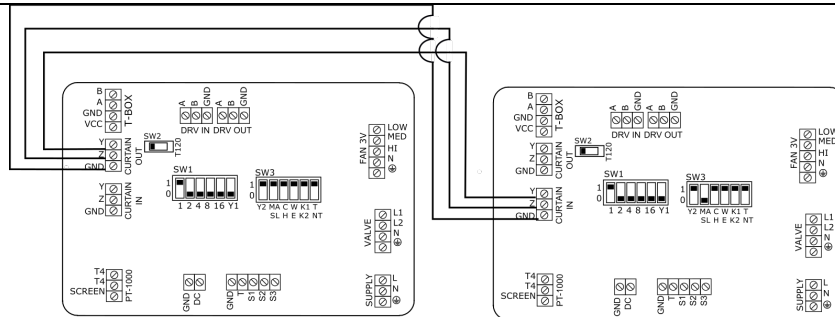 B
A
GND
VCC
T-BOX
A
B
GND
A
B
GND
DRV IN DRV OUT
LOW
MED
HI
N
FAN 3V
Y
Z
GND
CURTAIN
OUT
SW2
T120
Y
Z
GND
CURTAIN
IN
SW1
1
0
1 2 4 8 16 Y1
SW3
1
0
Y2 MA C W K1 T
SL H E K2 NT
L1
L2
N
VALVE
T4
T4
SCREEN
PT-1000
GND
DC
GND
T
S1
S2
S3
L
N
SUPPLY
B
A
GND
VCC
T-BOX
A
B
GND
A
B
GND
DRV IN DRV OUT
LOW
MED
HI
N
FAN 3V
Y
Z
GND
CURTAIN
OUT
SW2
T120
Y
Z
GND
CURTAIN
IN
SW1
1
0
1 2 4 8 16 Y1
SW3
1
0
Y2 MA C W K1 T
SL H E K2 NT
L1
L2
N
VALVE
T4
T4
SCREEN
PT-1000
GND
DC
GND
T
S1
S2
S3
L
N
SUPPLY